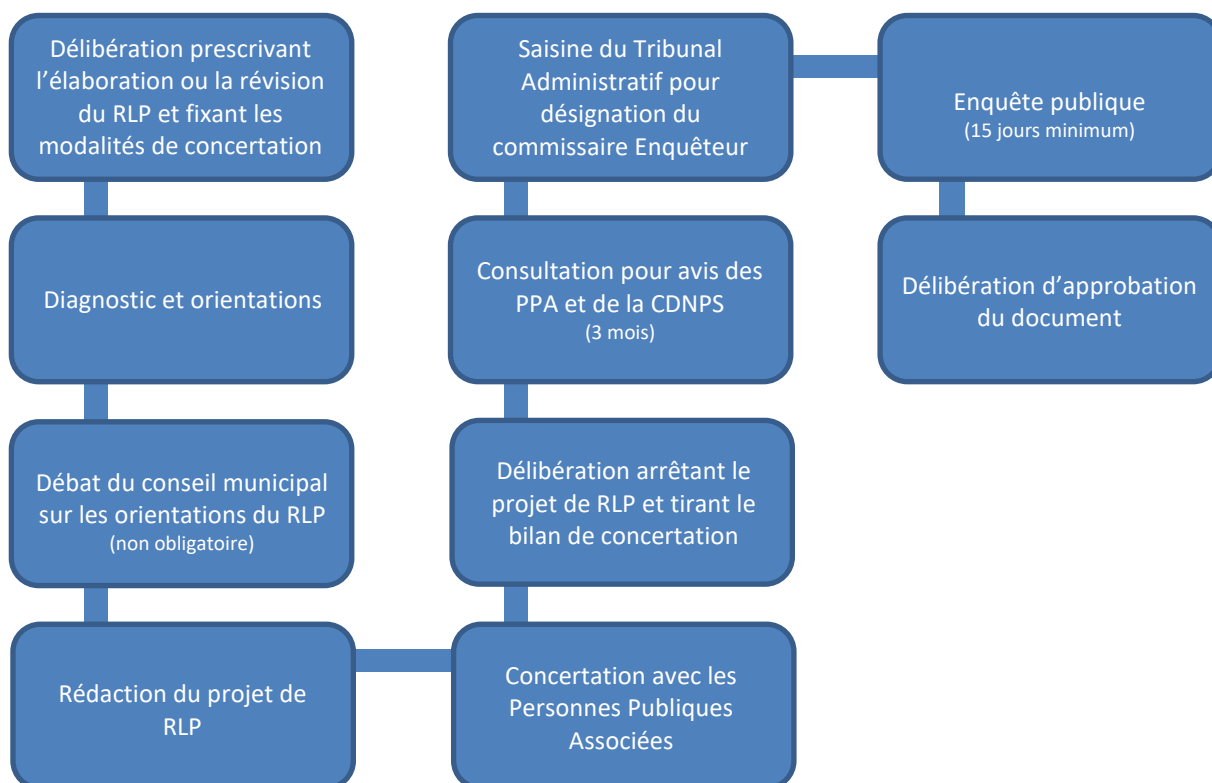 Délibération prescrivant
l’élaboration ou la révision
du RLP et fixant les
modalités de concertation
Diagnostic et orientations
Débat du conseil municipal
sur les orientations du RLP
(non obligatoire)
Rédaction du projet de
RLP
Concertation avec les
Personnes Publiques
Associées
Délibération arrêtant le
projet de RLP et tirant le
bilan de concertation
Consultation pour avis des
PPA et de la CDNPS
(3 mois)
Saisine du Tribunal
Administratif pour
désignation du
commissaire Enquêteur
Enquête publique
(15 jours minimum)
Délibération d’approbation
du document